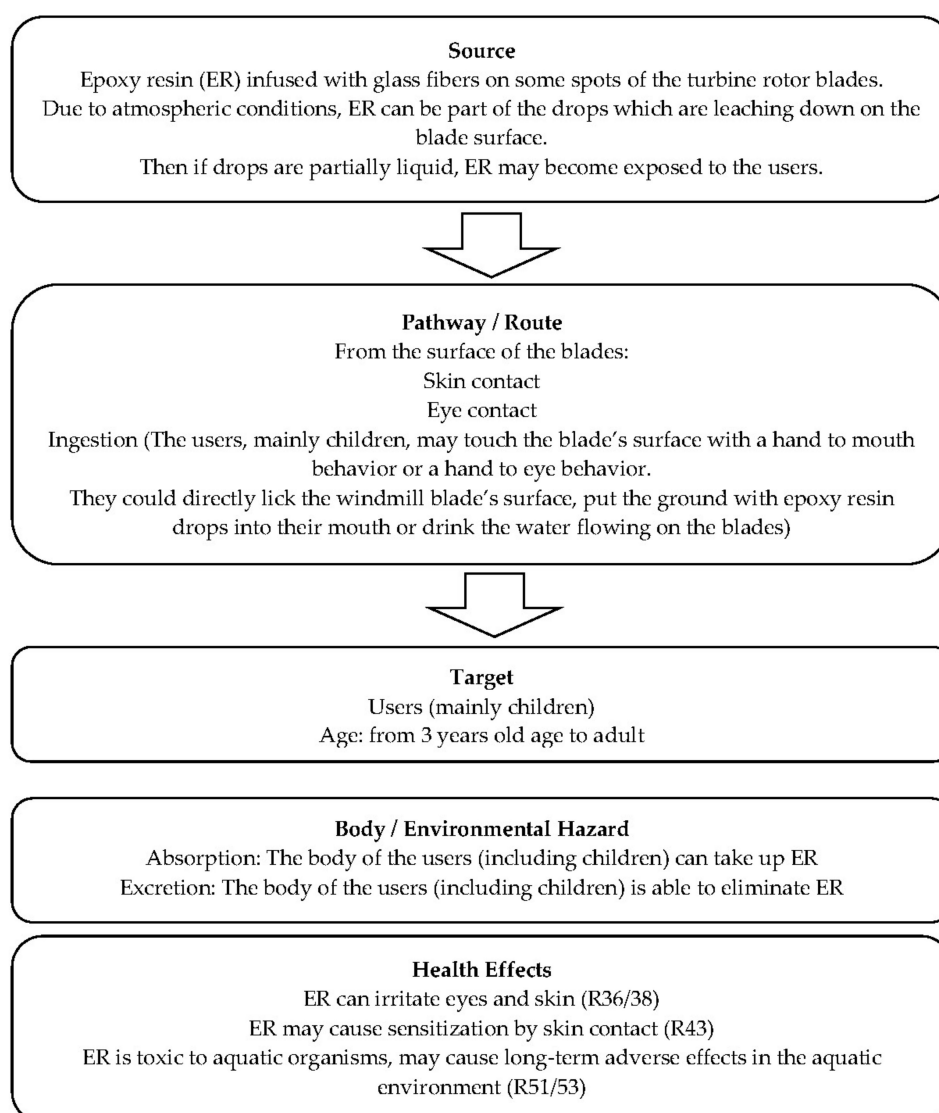 Source
Epoxy resin (ER) infused with glass fibers on some spots of the turbine rotor blades.
Due to atmospheric conditions, ER can be part of the drops which are leaching down on the
blade surface.
Then if drops are partially liquid, ER may become exposed to the users.
Pathway / Route
From the surface of the blades:
Skin contact
Eye contact
Ingestion (The users, mainly children, may touch the blade's surface with a hand to mouth
behavior or a hand to eye behavior.
They could directly lick the windmill blade's surface, put the ground with epoxy resin
drops into their mouth or drink the water flowing on the blades)
Target
Users (mainly children)
Age: from 3 years old age to adult
Body / Environmental Hazard
Absorption: The body of the users (including children) can take up ER
Excretion: The body of the users (including children) is able to eliminate ER
Health Effects
ER can irritate eyes and skin (R36/38)
ER may cause sensitization by skin contact (R43)
ER is toxic to aquatic organisms, may cause long-term adverse effects in the aquatic
environment (R51/53)